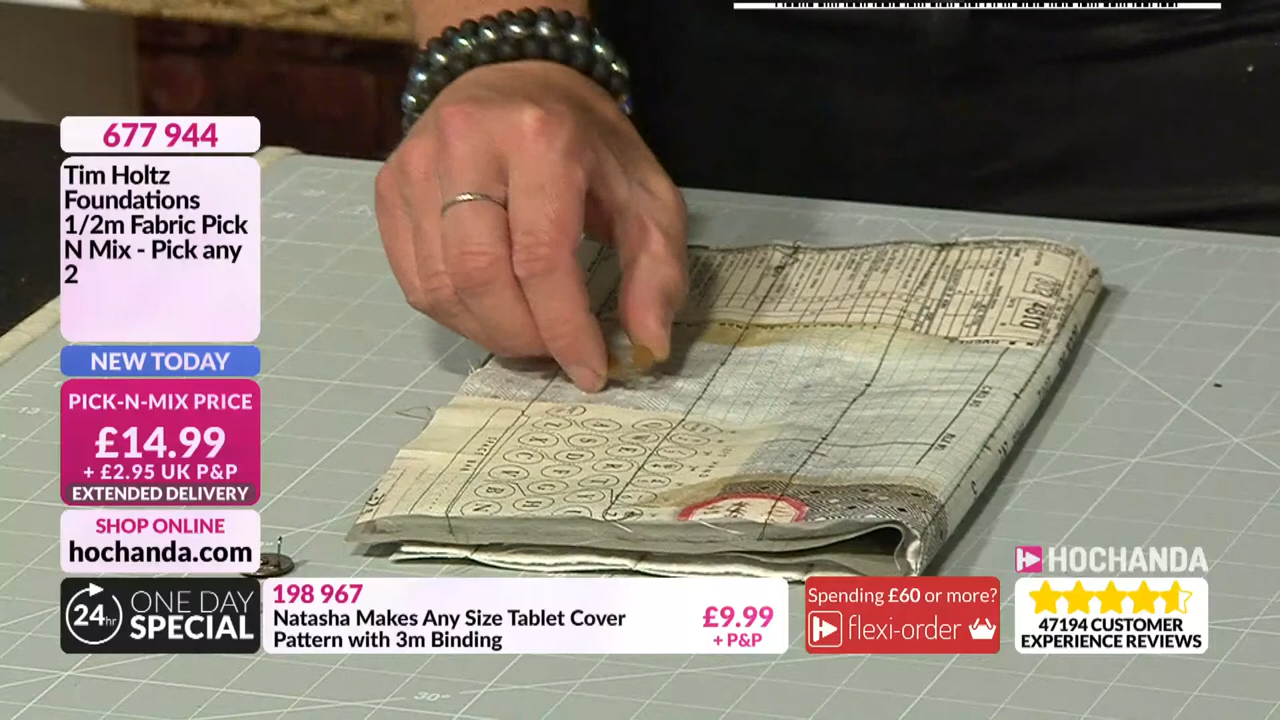 677 944
Tim Holtz
Foundations
1/2m Fabric Pick
N Mix - Pick any
2
NEW TODAY
PICK-N-MIX PRICE
£14.99
+ £2.95 UK P&P
EXTENDED DELIVERY
SHOP ONLINE
hochanda.com
24hr
ONE DAY
SPECIAL
198 967
Natasha Makes Any Size Tablet Cover
Pattern with 3m Binding
£9.99
+ P&P
Spending £60 or more?
flexi-order
HOCHANDA
47194 CUSTOMER
EXPERIENCE REVIEWS
30°